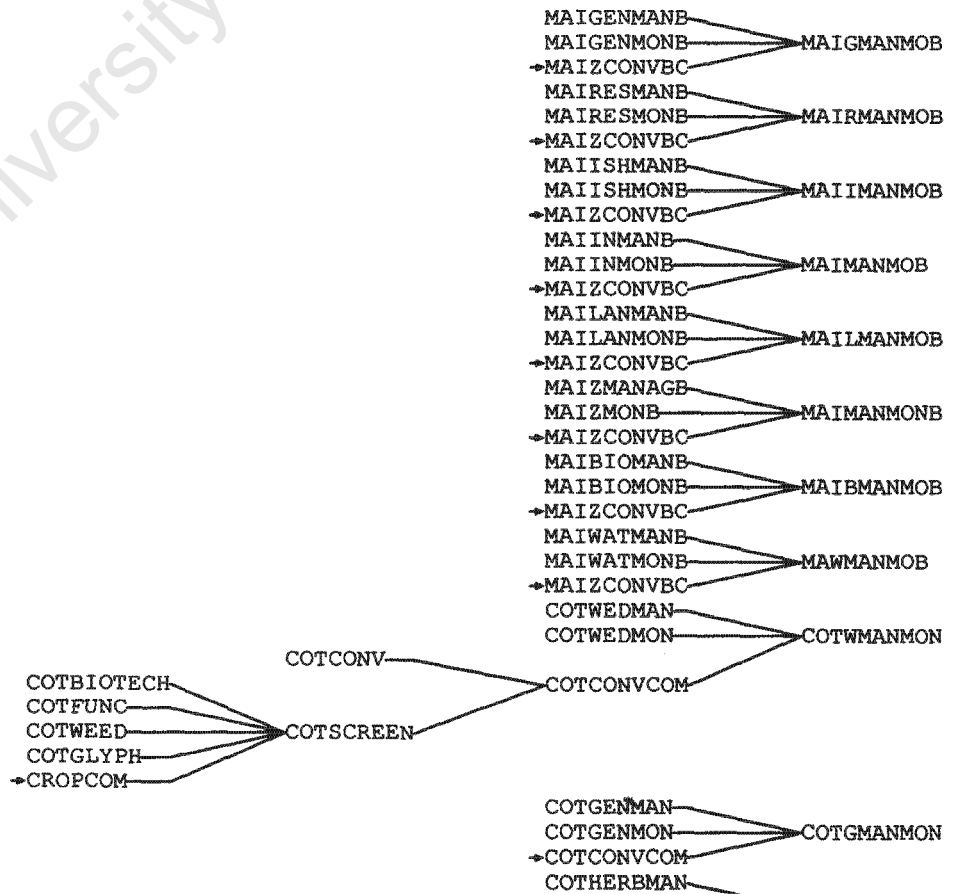 MAIGENMANB
MAIGENMONB MAIGMANMOB
MAIZCONVBC
MAIRESMANB
MAIRESMONB MAIRMANMOB
MAIZCONVBC
MAIISHMANB
MAIISHMONB MAIIMANMOB
MAIZCONVBC
MAIINMANB
MAIINMONB MAIMANMOB
MAIZCONVBC
MAILANMANB
MAILANMONB MAILMANMOB
MAIZCONVBC
MAIZMANAGB
MAIZMONB MAIMANMONB
MAIZCONVBC
MAIBIOMANB
MAIBIOMONB MAIBMANMOB
MAIZCONVBC
MAIWATMANB
MAIWATMONB MAWMANMOB
MAIZCONVBC
COTWEDMAN
COTWEDMON COTWMANMON
COTCONV
COTBIOTECH COTCONVCOM
COTFUNC
COTWEED COTSCREEN
COTGLYPH
CROPCOM
COTGENMAN
COTGENMON COTGMANMON
COTCONVCOM
COTHERBMAN